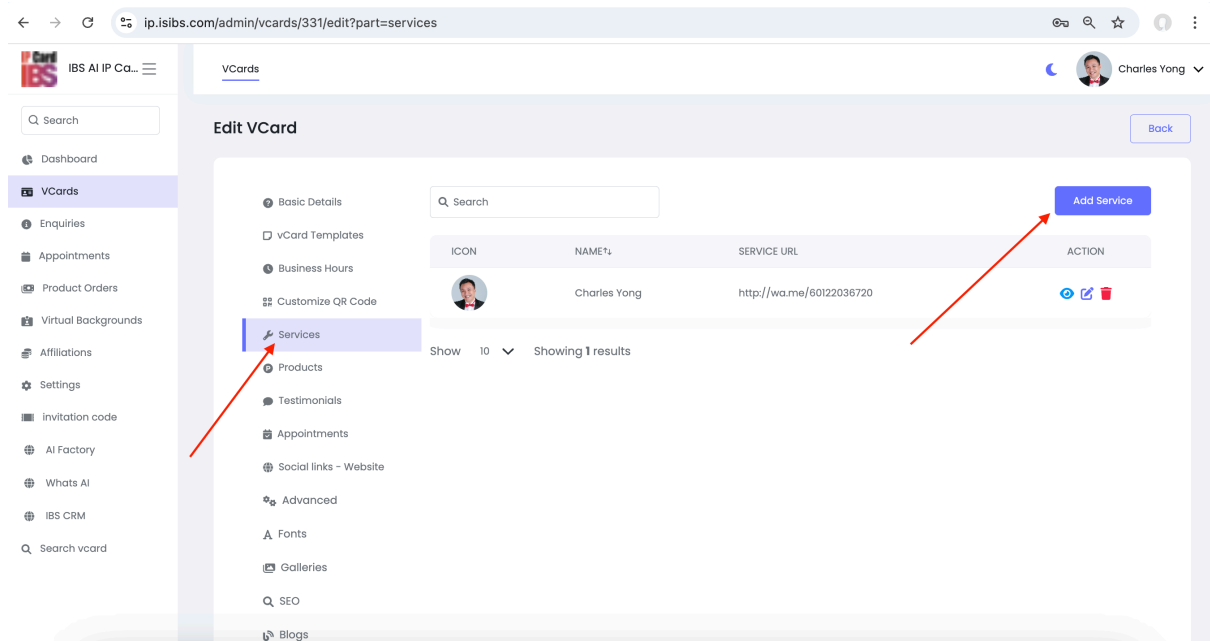 ip.isibs.com/admin/vcards/331/edit?part=services
IP Card
IBS
IBS AI IP Ca...
VCards
Charles Yong
Search
Edit VCard
Back
Dashboard
VCards
Enquiries
Appointments
Product Orders
Virtual Backgrounds
Affiliations
Settings
invitation code
AI Factory
Whats AI
IBS CRM
Search vcard
Basic Details
vCard Templates
Business Hours
Customize QR Code
Services
Products
Testimonials
Appointments
Social links - Website
Advanced
Fonts
Galleries
SEO
Blogs
Search
Add Service
ICON NAME↑↓ SERVICE URL ACTION
Charles Yong http://wa.me/60122036720
Show 10 Showing 1 results